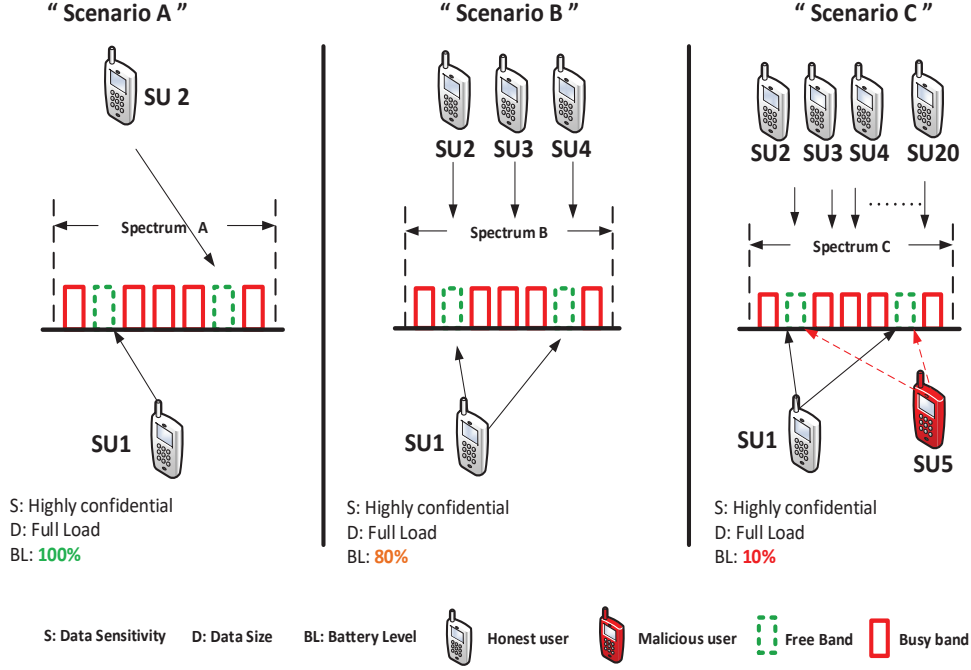 “ Scenario A ”
“ Scenario B ”
“ Scenario C ”
SU 2
SU2 SU3 SU4
SU2 SU3 SU4 SU20
Spectrum A
Spectrum B
Spectrum C
SU1
SU1
SU1
SU5
S: Highly confidential
D: Full Load
BL: 100%
S: Highly confidential
D: Full Load
BL: 80%
S: Highly confidential
D: Full Load
BL: 10%
S: Data Sensitivity D: Data Size BL: Battery Level Honest user Malicious user Free Band Busy band